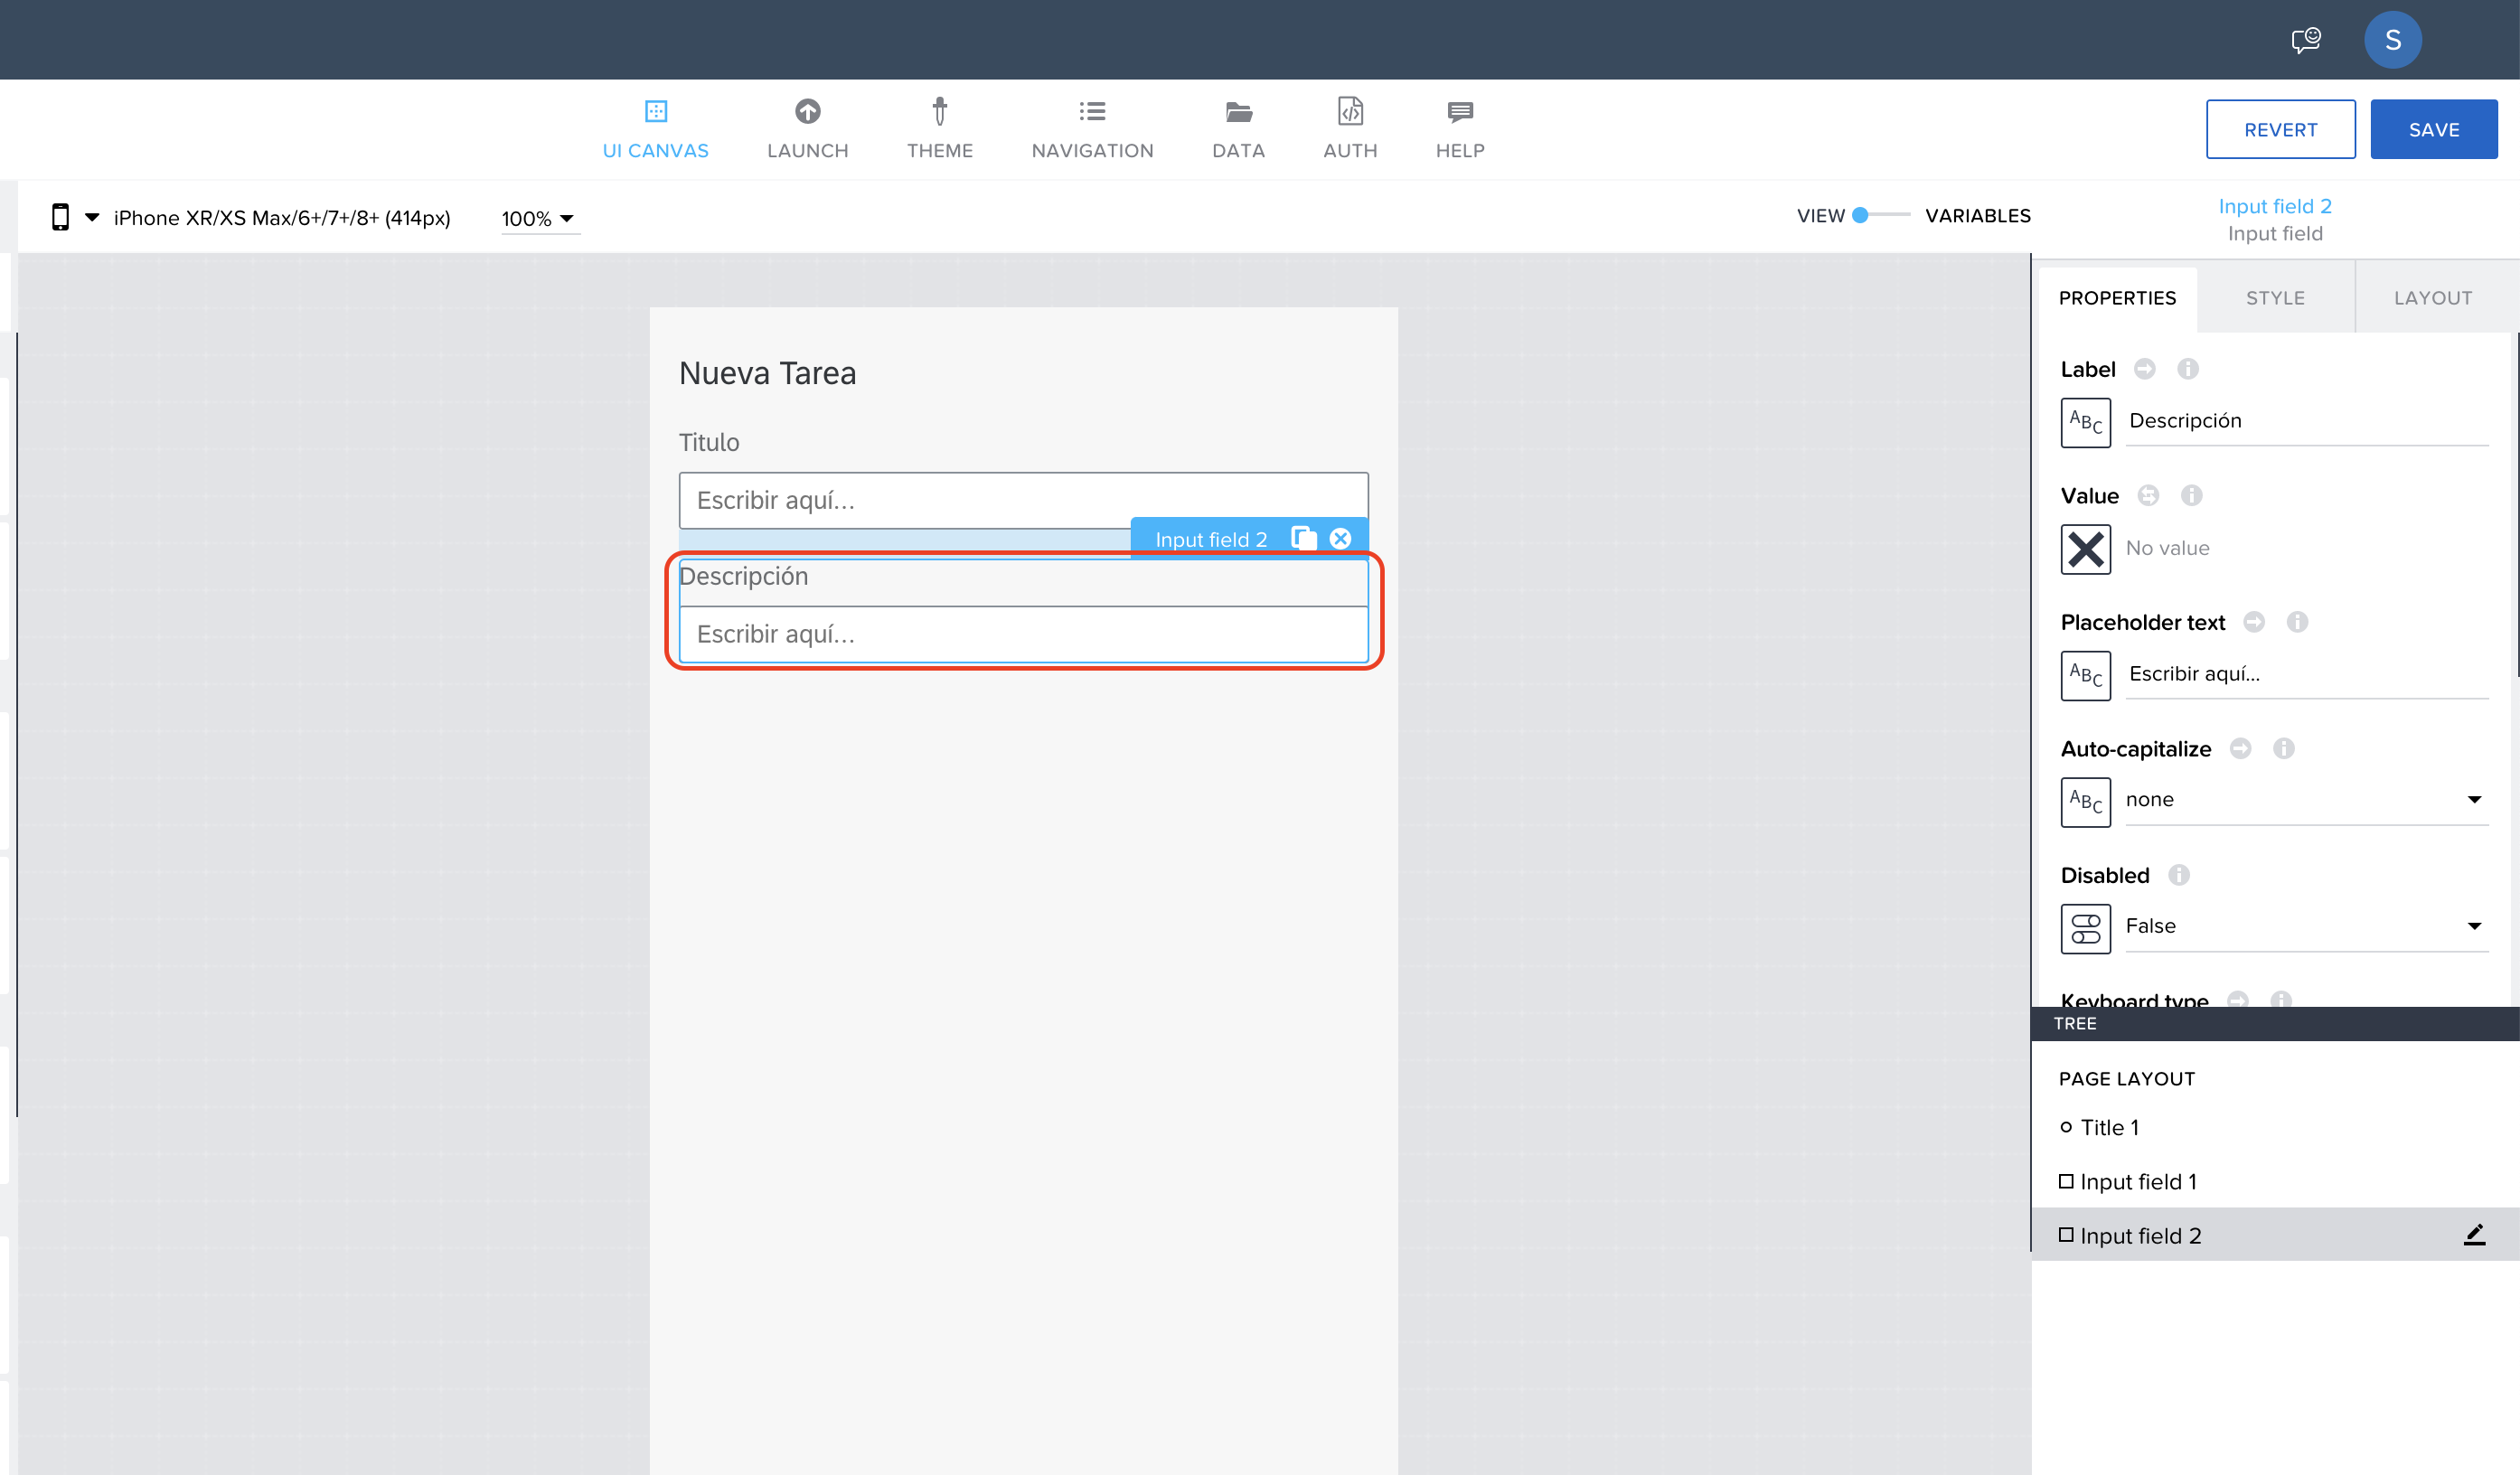 S
UI CANVAS
LAUNCH
THEME
NAVIGATION
DATA
AUTH
HELP
REVERT
SAVE
iPhone XR/XS Max/6+/7+/8+ (414px)
100%
VIEW
VARIABLES
Input field 2
Input field
PROPERTIES
STYLE
LAYOUT
Nueva Tarea
Titulo
Escribir aquí...
Input field 2
Descripción
Escribir aquí...
Label
ABC
Descripción
Value
No value
Placeholder text
ABC
Escribir aquí...
Auto-capitalize
ABC
none
Disabled
False
Keyboard type
TREE
PAGE LAYOUT
Title 1
Input field 1
Input field 2